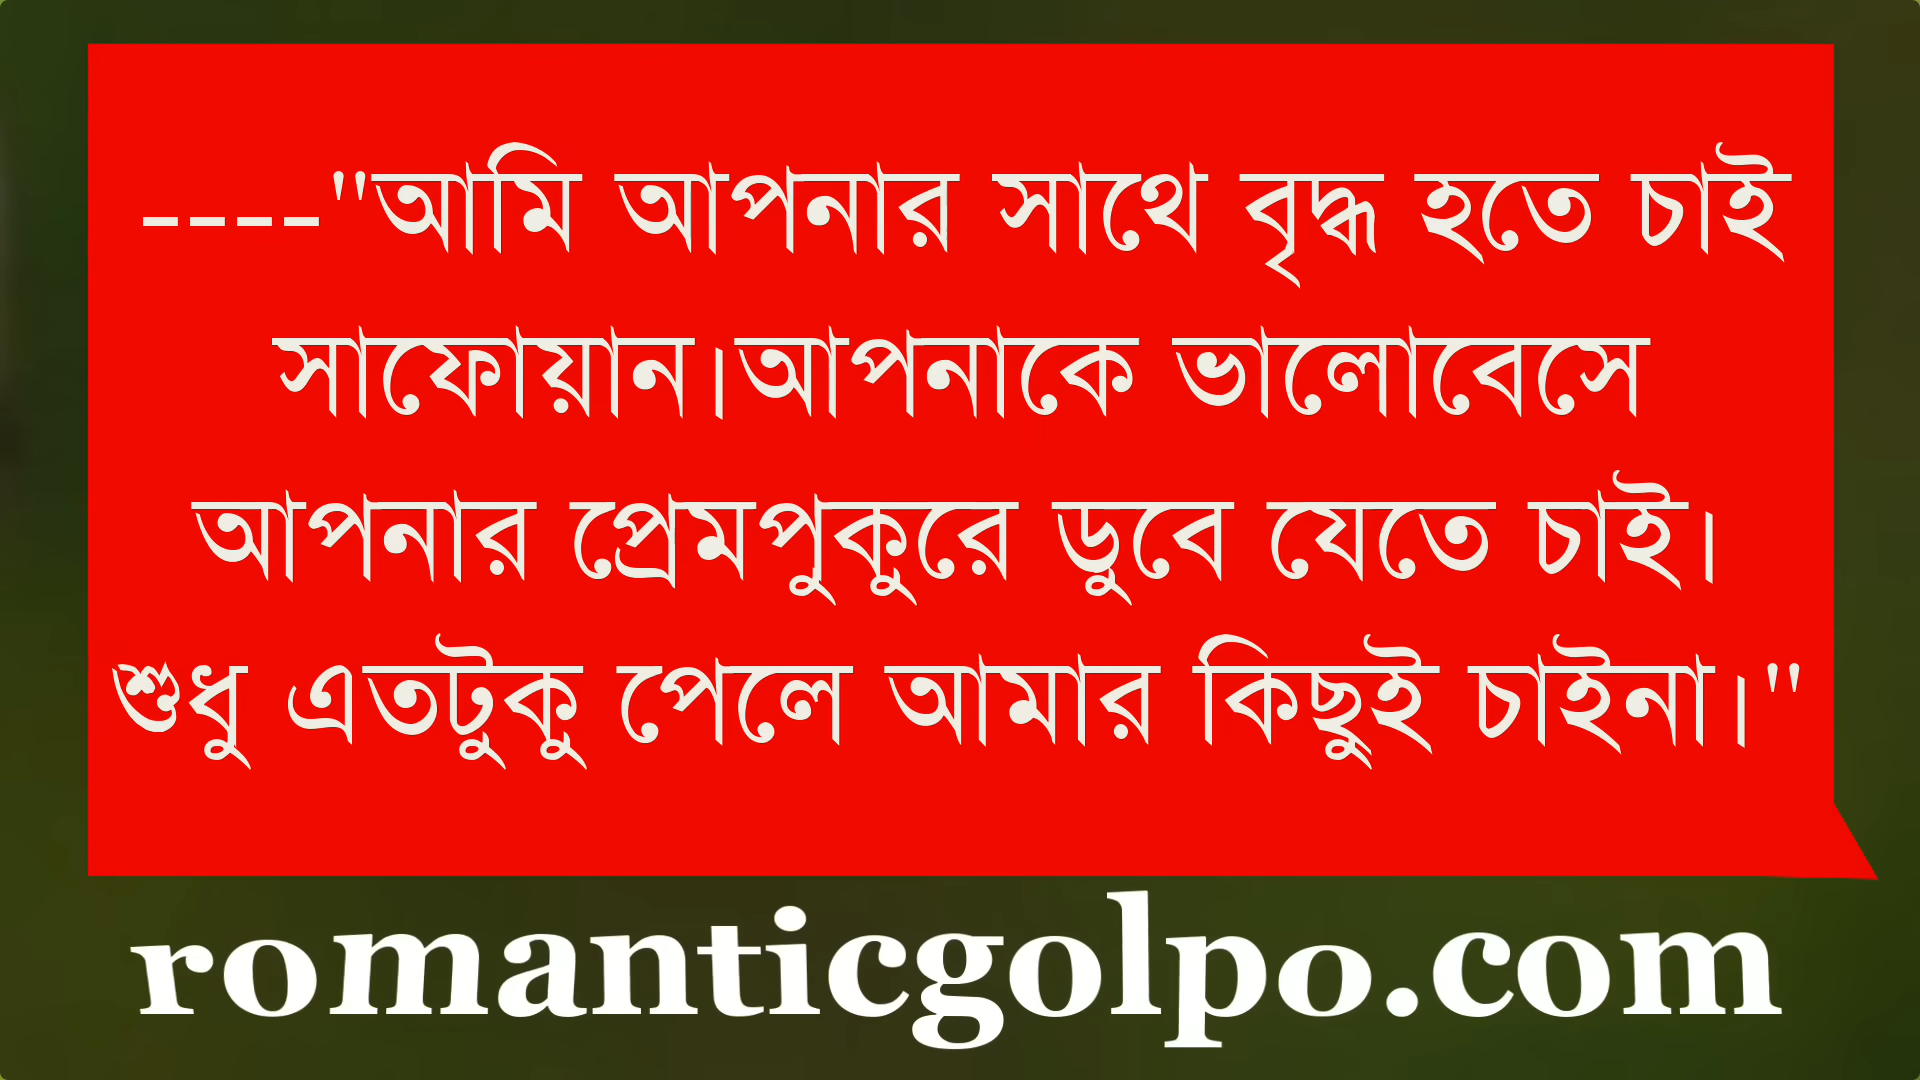 ----"আমি আপনার সাথে বৃদ্ধ হতে চাই
সাফোয়ান।আপনাকে ভালোবেসে
আপনার প্রেমপুকুরে ডুবে যেতে চাই।
শুধু এতটুকু পেলে আমার কিছুই চাইনা।"
romanticgolpo.com